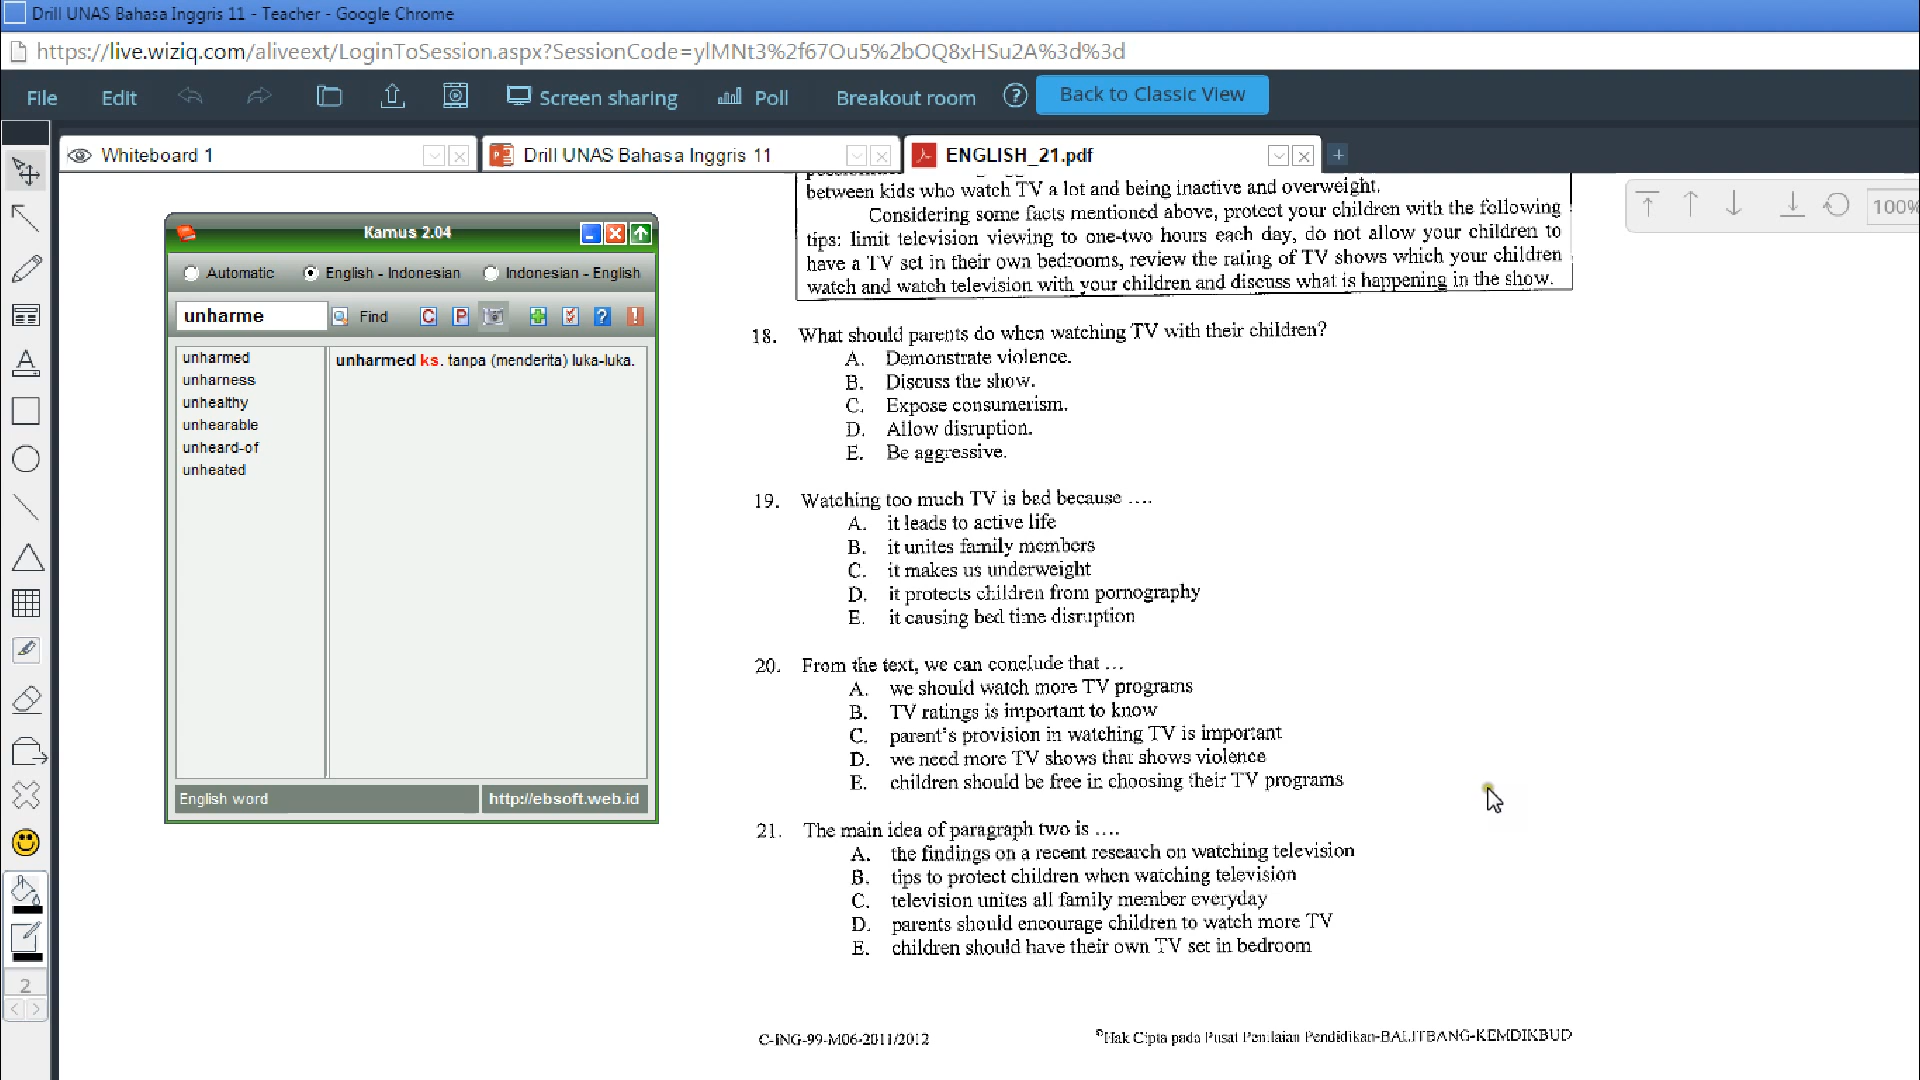 Drill UNAS Bahasa Inggris 11 - Teacher - Google Chrome
https://live.wiziq.com/aliveext/LoginToSession.aspx?SessionCode=ylMNt3%2f67Ou5%2bOQ8xHSu2A%3d%3d
File Edit Screen sharing Poll Breakout room ? Back to Classic View
Whiteboard 1 Drill UNAS Bahasa Inggris 11 ENGLISH_21.pdf +
100%
Kamus 2.04
Automatic English - Indonesian Indonesian - English
unharme Find C P ? !
unharmed
unharness
unhealthy
unhearable
unheard-of
unheated
unharmed ks. tanpa (menderita) luka-luka.
English word http://ebsoft.web.id
A
2
between kids who watch TV a lot and being inactive and overweight.
Considering some facts mentioned above, protect your children with the following
tips: limit television viewing to one-two hours each day, do not allow your children to
have a TV set in their own bedrooms, review the rating of TV shows which your children
watch and watch television with your children and discuss what is happening in the show.
18. What should parents do when watching TV with their children?
A. Demonstrate violence.
B. Discuss the show.
C. Expose consumerism.
D. Allow disruption.
E. Be aggressive.
19. Watching too much TV is bad because ....
A. it leads to active life
B. it unites family members
C. it makes us underweight
D. it protects children from pornography
E. it causing bed time disruption
20. From the text, we can conclude that ...
A. we should watch more TV programs
B. TV ratings is important to know
C. parent's provision in watching TV is important
D. we need more TV shows that shows violence
E. children should be free in choosing their TV programs
21. The main idea of paragraph two is ....
A. the findings on a recent research on watching television
B. tips to protect children when watching television
C. television unites all family member everyday
D. parents should encourage children to watch more TV
E. children should have their own TV set in bedroom
C-ING-99-M06-2011/2012 ©Hak Cipta pada Pusat Penilaian Pendidikan-BALITBANG-KEMDIKBUD